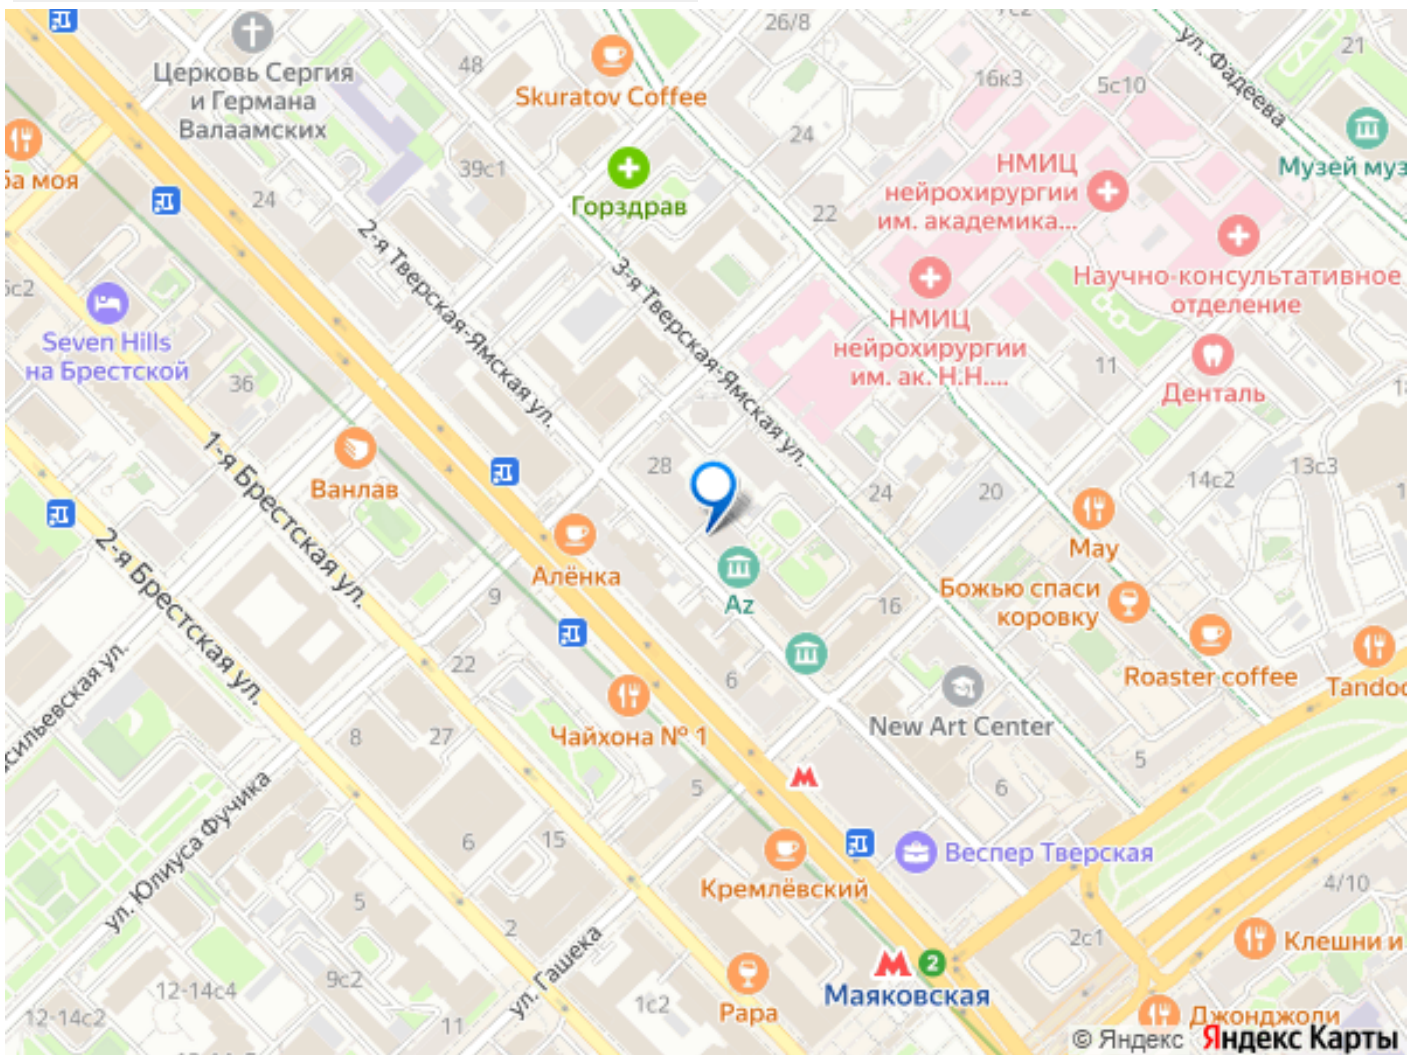 26/8
7с2
ул. Фадеева
21
Церковь Сергия
и Германа
Валаамских
48
Skuratov Coffee
16к3
5с10
24
Музей муз
39с1
НМИЦ
нейрохирургии
им. академика...
ба моя
24
Горздрав
22
2-я Тверская-Ямская ул.
3-я Тверская-Ямская ул.
Научно-консультативное
отделение
НМИЦ
нейрохирургии
им. ак. Н.Н....
Seven Hills
на Брестской
36
11
Денталь
1-я Брестская ул.
Ванлав
28
24
20
14с2
13с3
2-я Брестская ул.
Алёнка
Az
Мау
Божью спаси
коровку
9
16
22
6
Roaster coffee
Tandoo
New Art Center
Чайхона № 1
8
27
5
5
6
ул. Юлиуса Фучика
6
15
Кремлёвский
Веспер Тверская
4/10
5
2
2с1
Клешни и
ул. Гашека
9с2
12-14с4
12-14с2
11
1с2
Papa
2
Маяковская
Джонджоли
© Яндекс Яндекс Карты